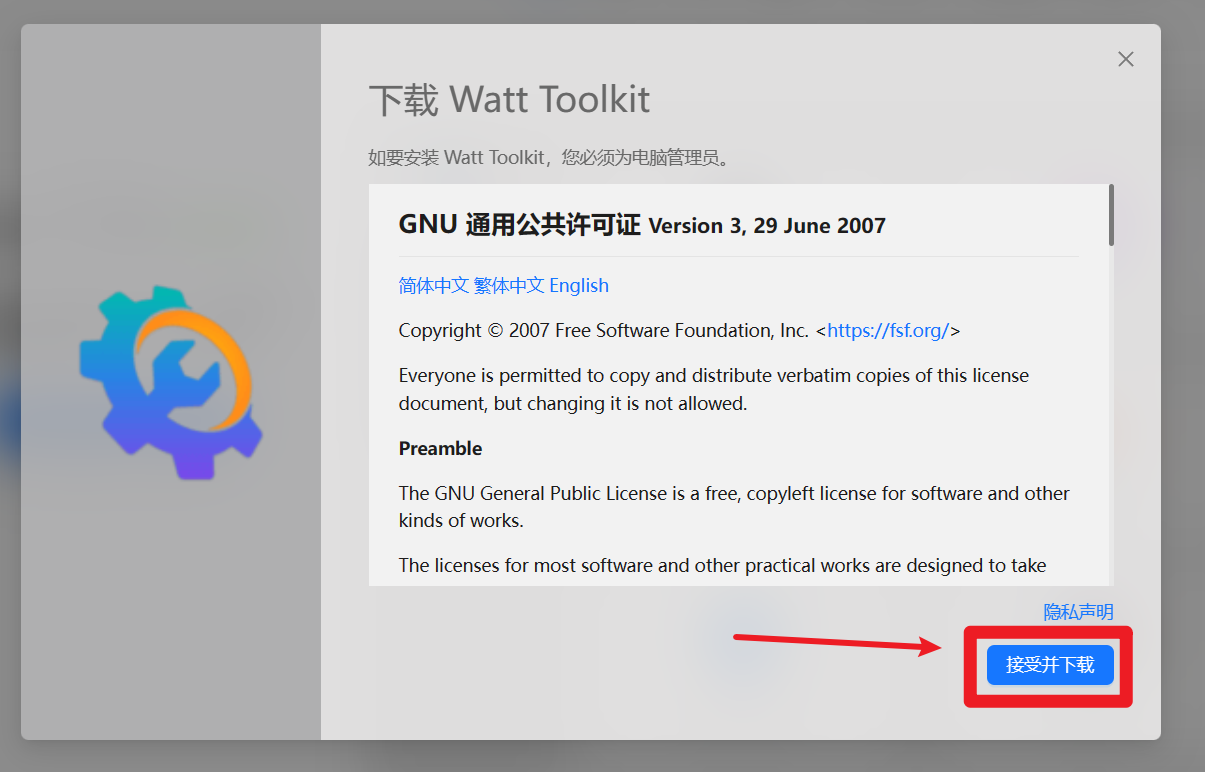 下载 Watt Toolkit
如要安装 Watt Toolkit，您必须为电脑管理员。
GNU 通用公共许可证 Version 3, 29 June 2007
简体中文 繁体中文 English
Copyright © 2007 Free Software Foundation, Inc. <https://fsf.org/>
Everyone is permitted to copy and distribute verbatim copies of this license
document, but changing it is not allowed.
Preamble
The GNU General Public License is a free, copyleft license for software and other
kinds of works.
The licenses for most software and other practical works are designed to take
隐私声明
接受并下载